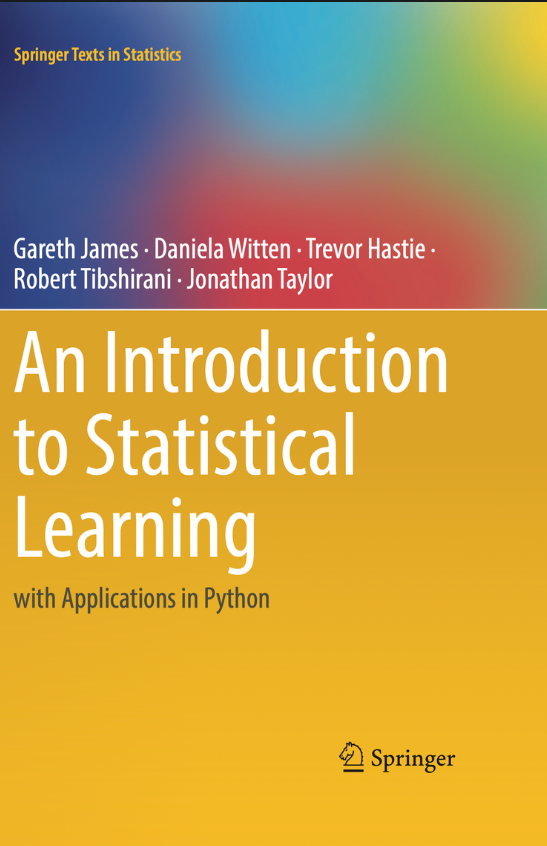 Springer Texts in Statistics
Gareth James · Daniela Witten · Trevor Hastie ·
Robert Tibshirani · Jonathan Taylor
An Introduction
to Statistical
Learning
with Applications in Python
Springer